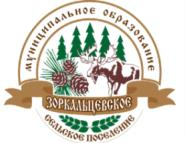 МУНИЦИПАЛЬНОЕ ОБРАЗОВАНИЕ
ЗОРКАЛЬЦЕВСКОЕ
СЕЛЬСКОЕ ПОСЕЛЕНИЕ